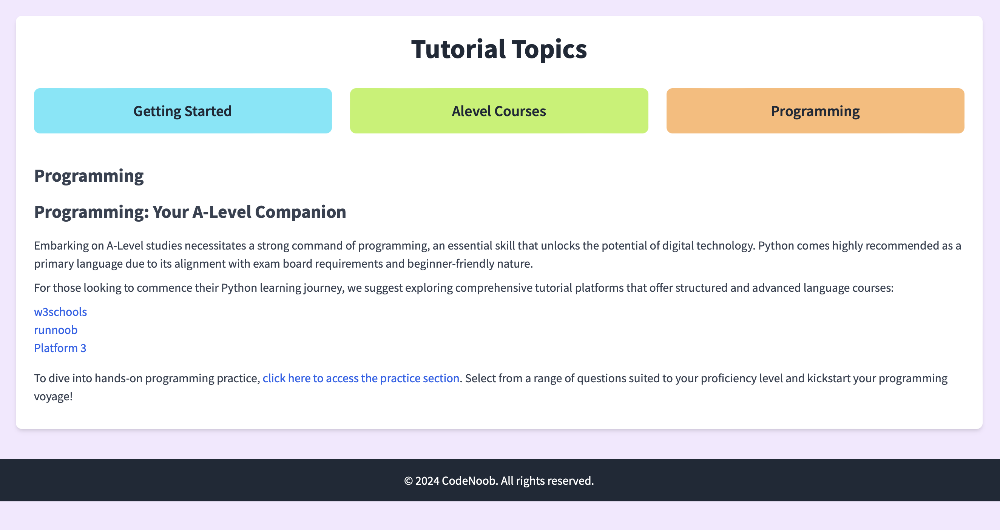 Tutorial Topics
Getting Started
Alevel Courses
Programming
Programming
Programming: Your A-Level Companion
Embarking on A-Level studies necessitates a strong command of programming, an essential skill that unlocks the potential of digital technology. Python comes highly recommended as a
primary language due to its alignment with exam board requirements and beginner-friendly nature.
For those looking to commence their Python learning journey, we suggest exploring comprehensive tutorial platforms that offer structured and advanced language courses:
w3schools
runnoob
Platform 3
To dive into hands-on programming practice, click here to access the practice section. Select from a range of questions suited to your proficiency level and kickstart your programming
voyage!
© 2024 CodeNoob. All rights reserved.